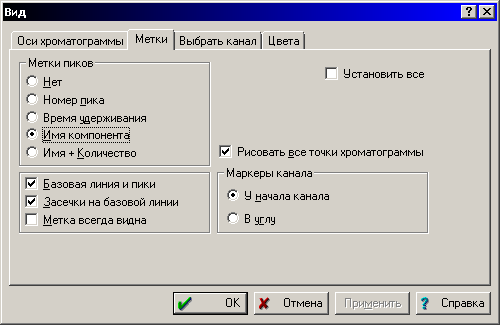 Вид
Оси хроматограммы Метки Выбрать канал Цвета
Метки пиков
Нет
Номер пика
Время удерживания
Имя компонента
Имя + Количество
Установить все
Рисовать все точки хроматограммы
Базовая линия и пики
Засечки на базовой линии
Метка всегда видна
Маркеры канала
У начала канала
В углу
OK Отмена Применить ? Справка